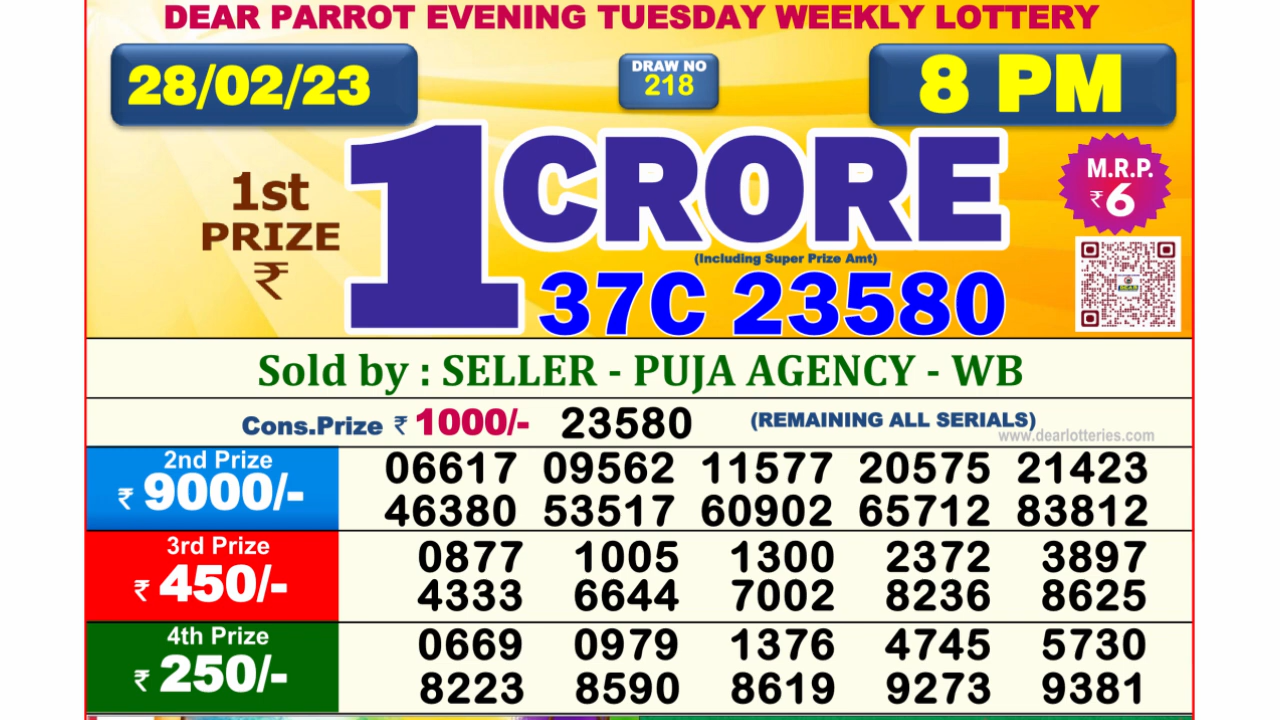 DEAR PARROT EVENING TUESDAY WEEKLY LOTTERY
28/02/23
DRAW NO
218
8 PM
1st
PRIZE
₹
1 CRORE
(Including Super Prize Amt)
37C 23580
M.R.P.
₹ 6
Sold by : SELLER - PUJA AGENCY - WB
Cons.Prize ₹ 1000/- 23580 (REMAINING ALL SERIALS)
www.dearlotteries.com
2nd Prize
₹ 9000/-
06617 09562 11577 20575 21423
46380 53517 60902 65712 83812
3rd Prize
₹ 450/-
0877 1005 1300 2372 3897
4333 6644 7002 8236 8625
4th Prize
₹ 250/-
0669 0979 1376 4745 5730
8223 8590 8619 9273 9381